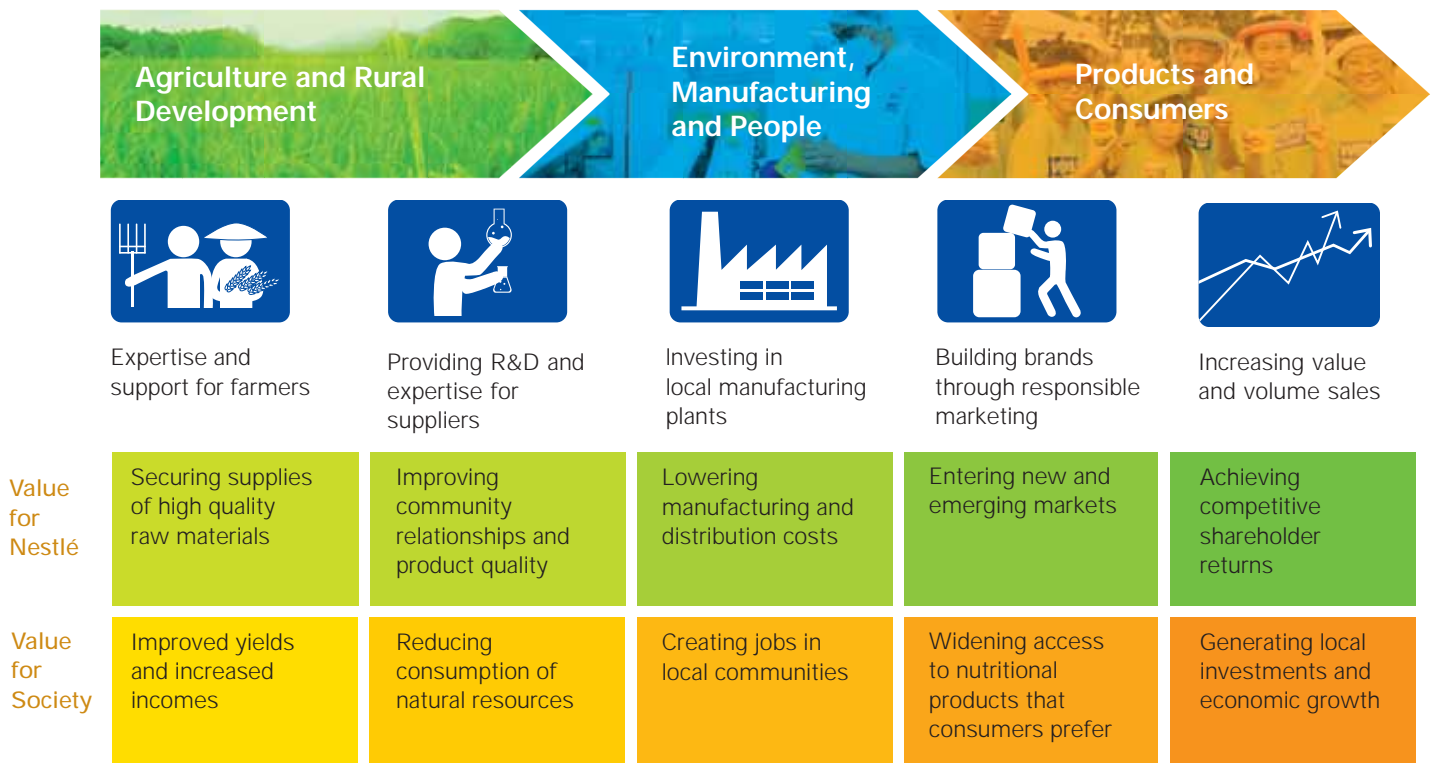 Agriculture and Rural
Development
Environment,
Manufacturing
and People
Products and
Consumers
Expertise and
support for farmers
Providing R&D and
expertise for
suppliers
Investing in
local manufacturing
plants
Building brands
through responsible
marketing
Increasing value
and volume sales
Value
for
Nestlé
Securing supplies
of high quality
raw materials
Improving
community
relationships and
product quality
Lowering
manufacturing and
distribution costs
Entering new and
emerging markets
Achieving
competitive
shareholder
returns
Value
for
Society
Improved yields
and increased
incomes
Reducing
consumption of
natural resources
Creating jobs in
local communities
Widening access
to nutritional
products that
consumers prefer
Generating local
investments and
economic growth